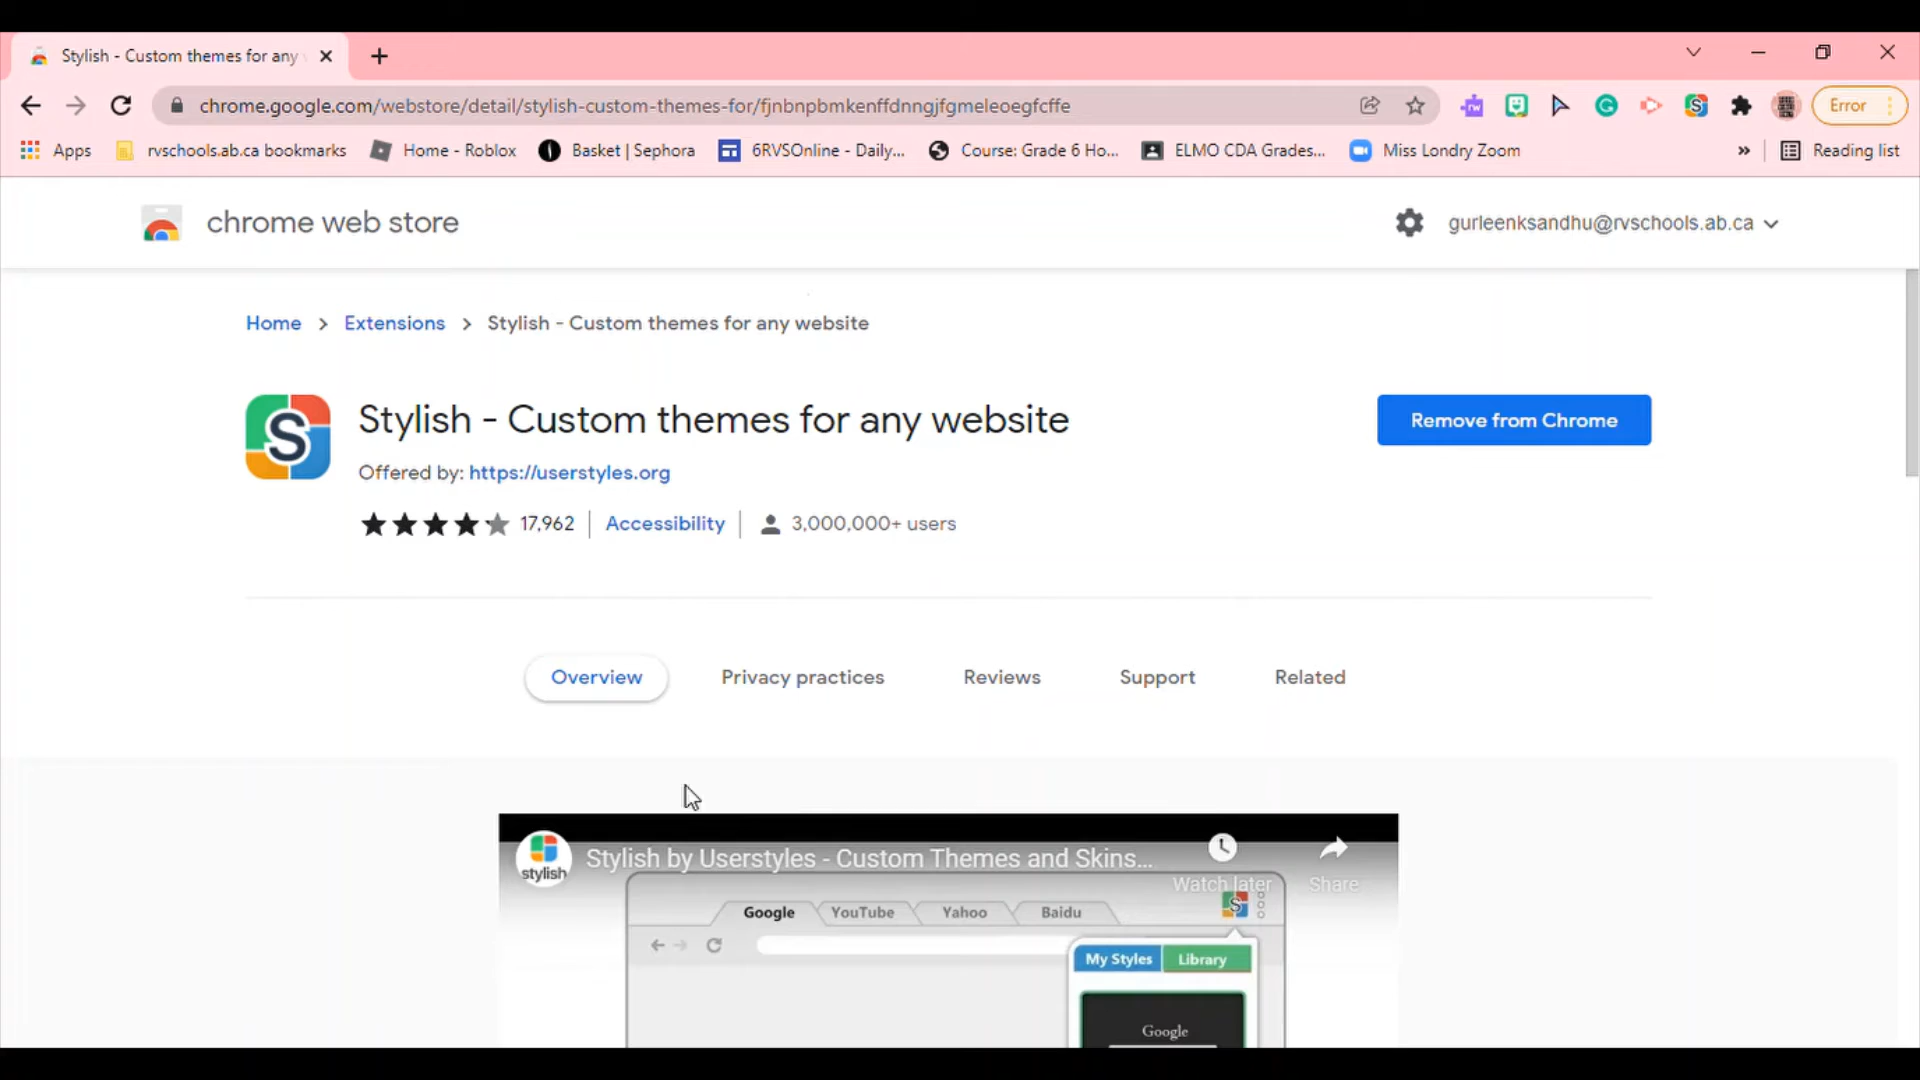 Stylish - Custom themes for any
chrome.google.com/webstore/detail/stylish-custom-themes-for/fjnbnpbmkenffdnngjfgmeleoegfcffe
rw
Error
Apps
rvschools.ab.ca bookmarks
Home - Roblox
Basket | Sephora
6RVSOnline - Daily...
Course: Grade 6 Ho...
ELMO CDA Grades...
Miss Londry Zoom
»
Reading list
chrome web store
gurleenksandhu@rvschools.ab.ca
Home > Extensions > Stylish - Custom themes for any website
S
Stylish - Custom themes for any website
Remove from Chrome
Offered by: https://userstyles.org
17,962 | Accessibility | 3,000,000+ users
Overview
Privacy practices
Reviews
Support
Related
stylish
Stylish by Userstyles - Custom Themes and Skins...
Watch later
Share
Google
YouTube
Yahoo
Baidu
S
My Styles
Library
Google